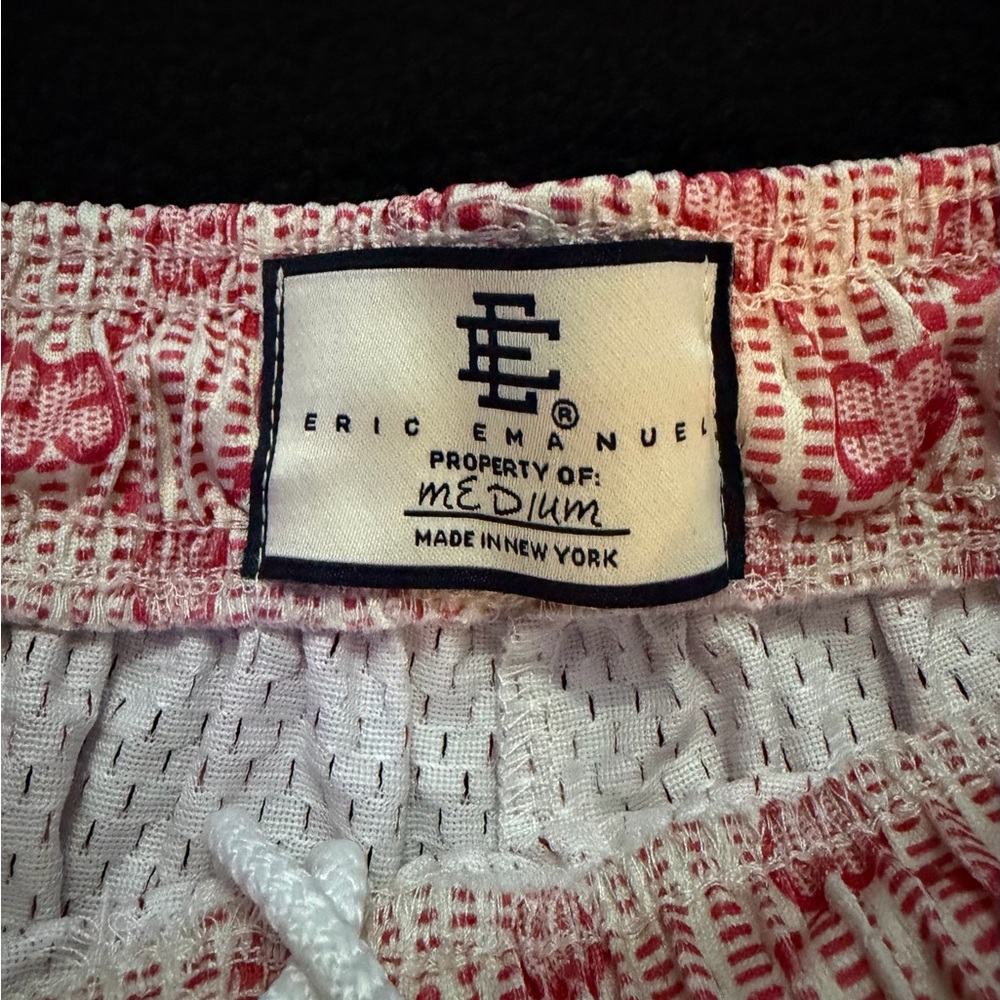 EE®
ERIC EMANUEL
PROPERTY OF:
MEDIUM
MADE IN NEW YORK